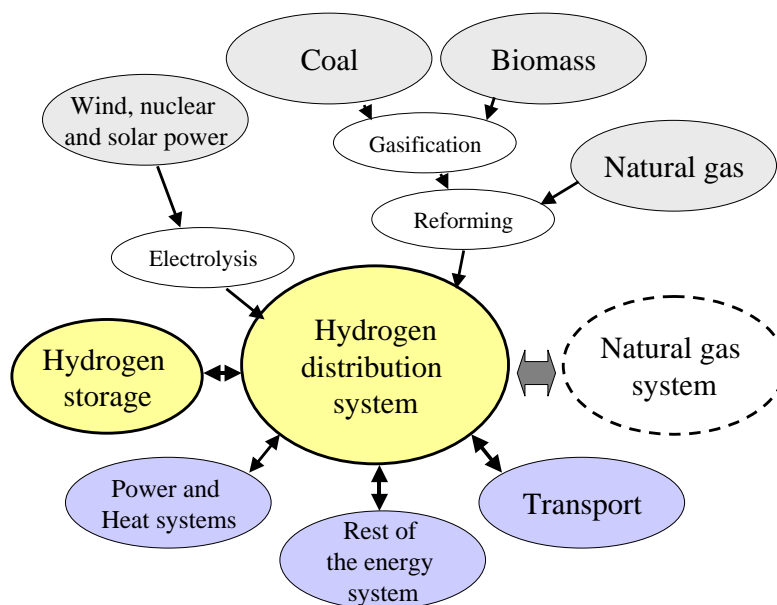 Coal
Biomass
Wind, nuclear
and solar power
Gasification
Natural gas
Reforming
Electrolysis
Hydrogen
distribution
system
Hydrogen
storage
Natural gas
system
Power and
Heat systems
Rest of
the energy
system
Transport